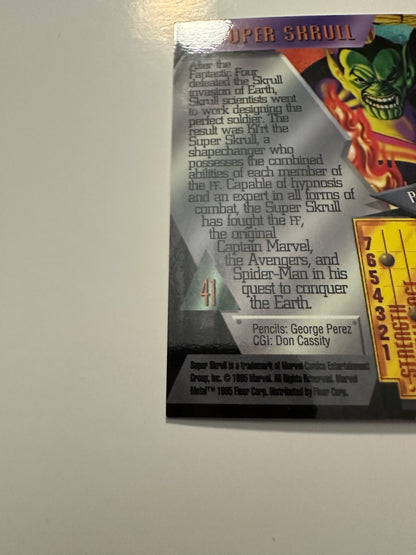 SUPER SKRULL
After the
Fantastic Four
defeated the Skrull
invasion of Earth,
Skrull scientists went
to work designing the
perfect soldier. The
result was Kl'rt the
Super Skrull, a
shapechanger who
possesses the combined
abilities of each member
of the FF. Capable of hypnosis
and an expert in all forms of
combat, the Super Skrull
has fought the FF,
the original
Captain Marvel,
the Avengers, and
Spider-Man in his
quest to conquer
the Earth.
41
Pencils: George Perez
CGI: Don Cassity
Super Skrull is a trademark of Marvel Comics Entertainment
Group, Inc. © 1995 Marvel. All Rights Reserved. Marvel
Metal™ 1995 Fleer Corp. Distributed by Fleer Corp.
7
6
5
4
3
2
1
STRENGTH